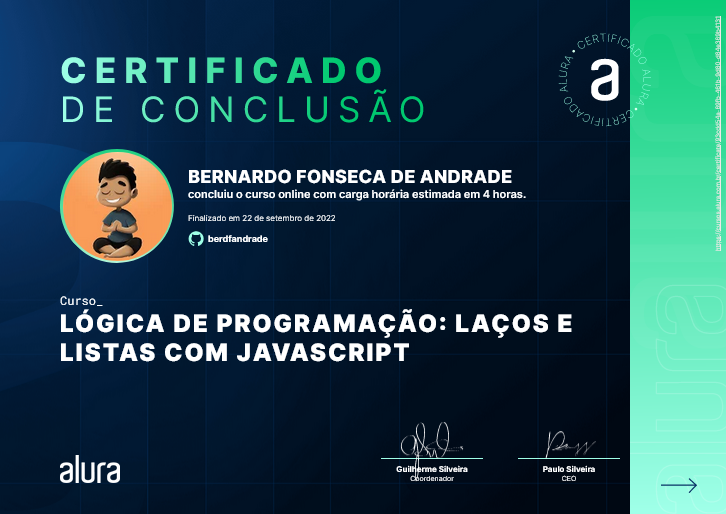 CERTIFICADO
DE CONCLUSÃO
CERTIFICADO ALURA • CERTIFICADO ALURA •
a
BERNARDO FONSECA DE ANDRADE
concluiu o curso online com carga horária estimada em 4 horas.
Finalizado em 22 de setembro de 2022
berdfandrade
Curso_
LÓGICA DE PROGRAMAÇÃO: LAÇOS E
LISTAS COM JAVASCRIPT
alura
Guilherme Silveira
Coordenador
Paulo Silveira
CEO
alura